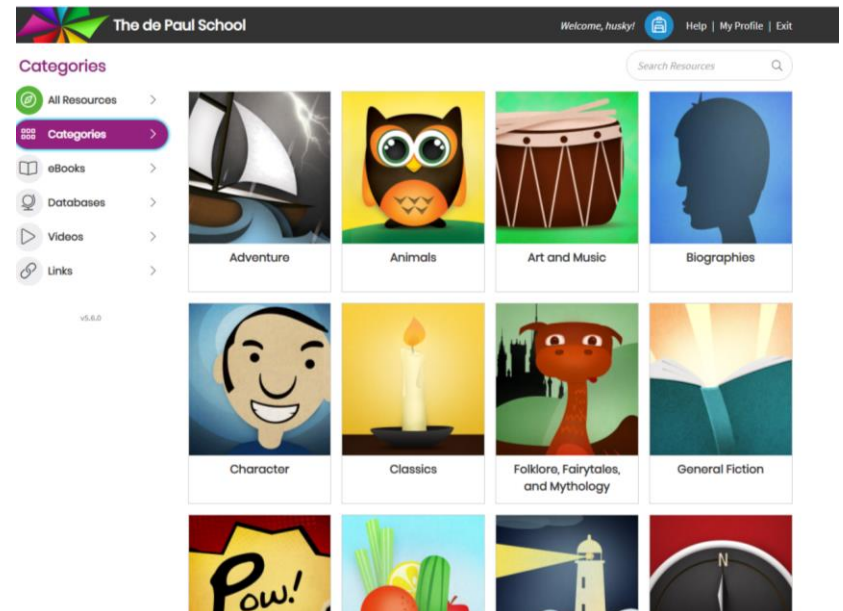 The de Paul School
Welcome, husky!
Help | My Profile | Exit
Categories
Search Resources
All Resources
Categories
eBooks
Databases
Videos
Links
v5.6.0
Adventure
Animals
Art and Music
Biographies
Character
Classics
Folklore, Fairytales,
and Mythology
General Fiction
Pow!
N